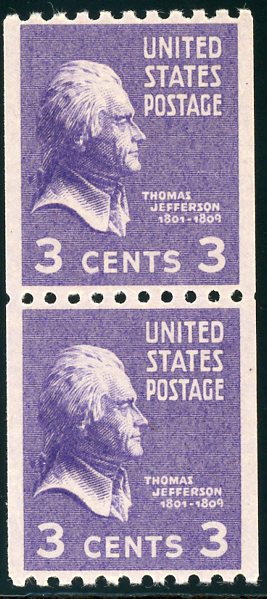 UNITED
STATES
POSTAGE
THOMAS
JEFFERSON
1801-1809
3 CENTS 3
UNITED
STATES
POSTAGE
THOMAS
JEFFERSON
1801-1809
3 CENTS 3